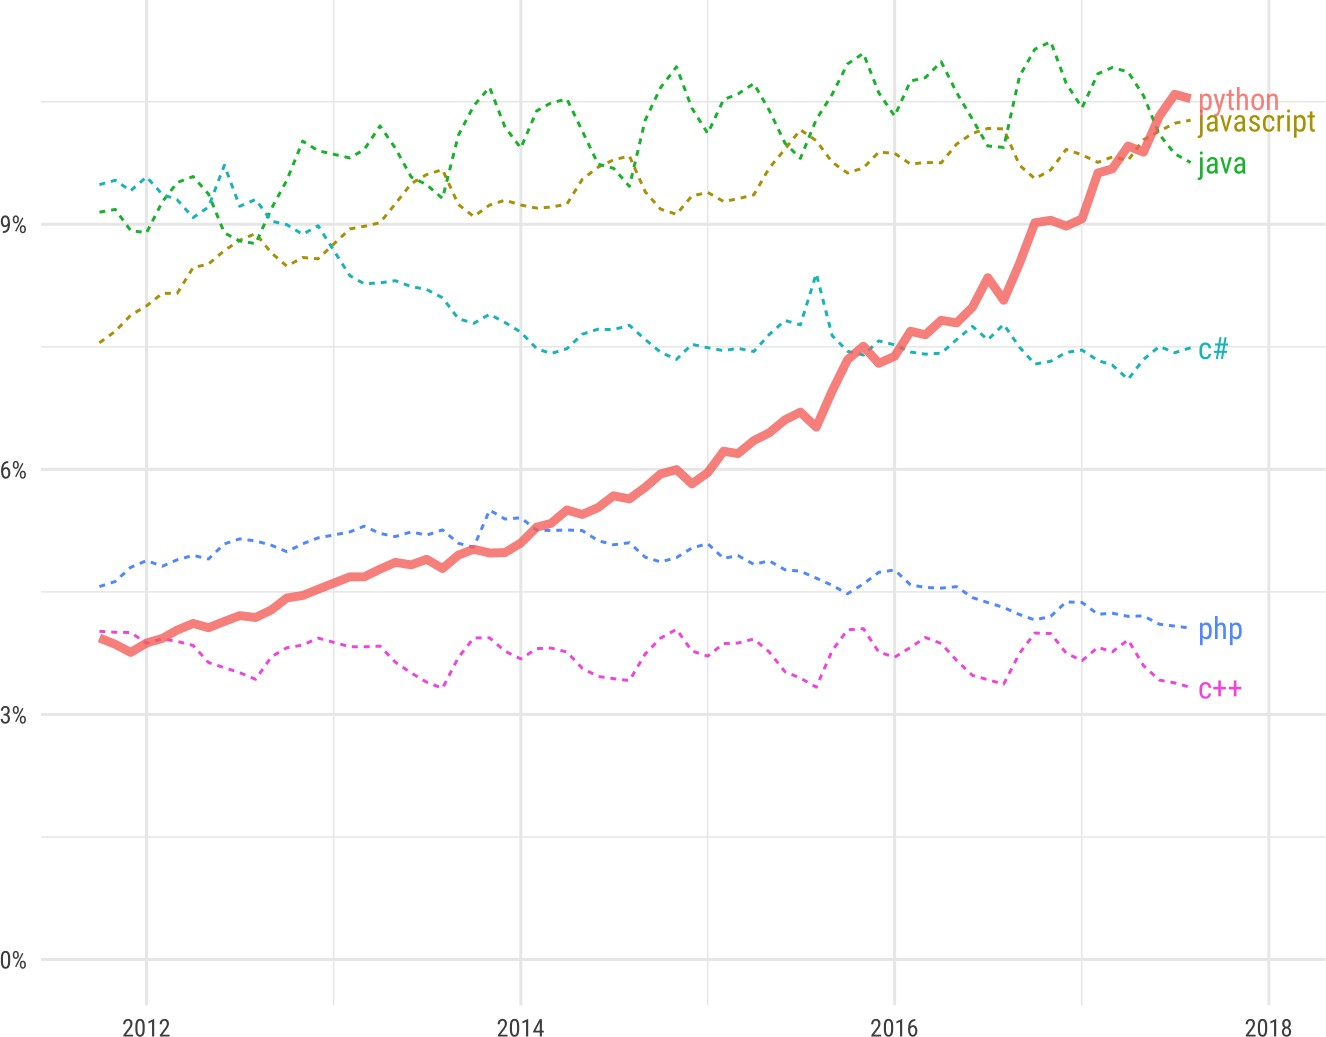 python
javascript
java
9%
c#
6%
php
c++
3%
0%
2012
2014
2016
2018